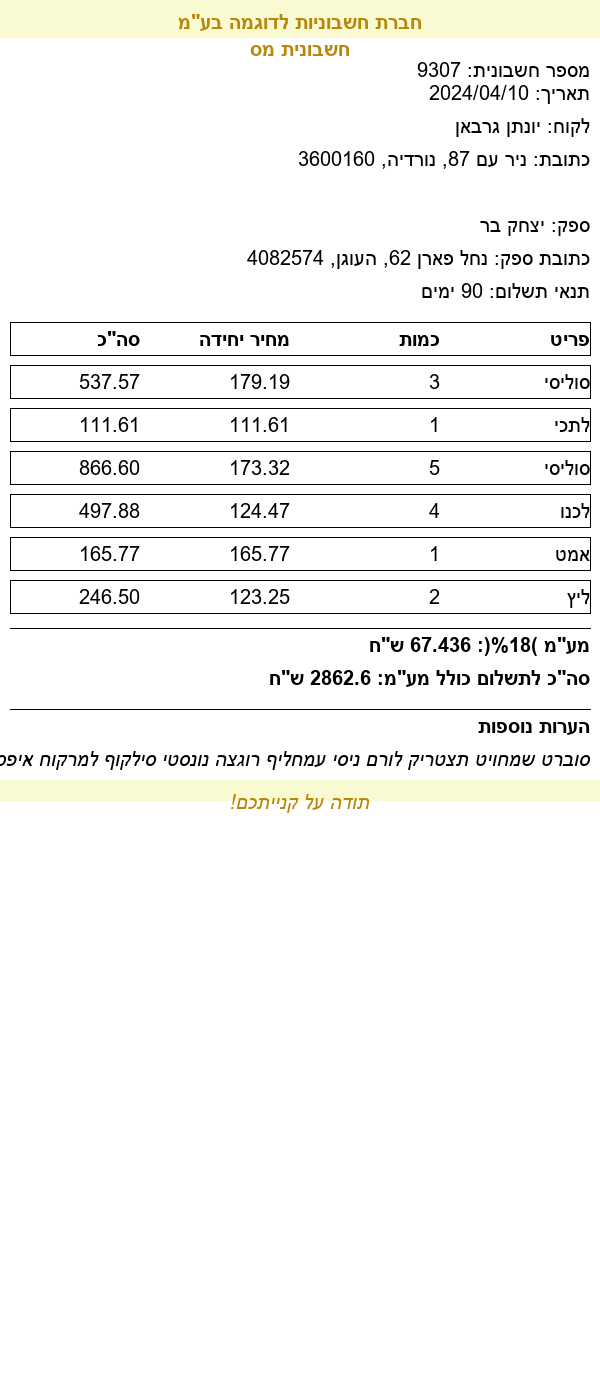 חברת חשבוניות לדוגמה בע"מ
חשבונית מס
מספר חשבונית: 9307
תאריך: 2024/04/10
לקוח: יונתן גרבאן
כתובת: ניר עם 87, נורדיה, 3600160
ספק: יצחק בר
כתובת ספק: נחל פארן 62, העוגן, 4082574
תנאי תשלום: 90 ימים
פריט כמות מחיר יחידה סה"כ
סוליסי 3 179.19 537.57
לתכי 1 111.61 111.61
סוליסי 5 173.32 866.60
לכנו 4 124.47 497.88
אמט 1 165.77 165.77
ליץ 2 123.25 246.50
מע"מ )18%(: 67.436 ש"ח
סה"כ לתשלום כולל מע"מ: 2862.6 ש"ח
הערות נוספות
סוברט שמחויט תצטריק לורם ניסי עמחליף רוגצה נונסטי סילקוף למרקוח
תודה על קנייתכם!